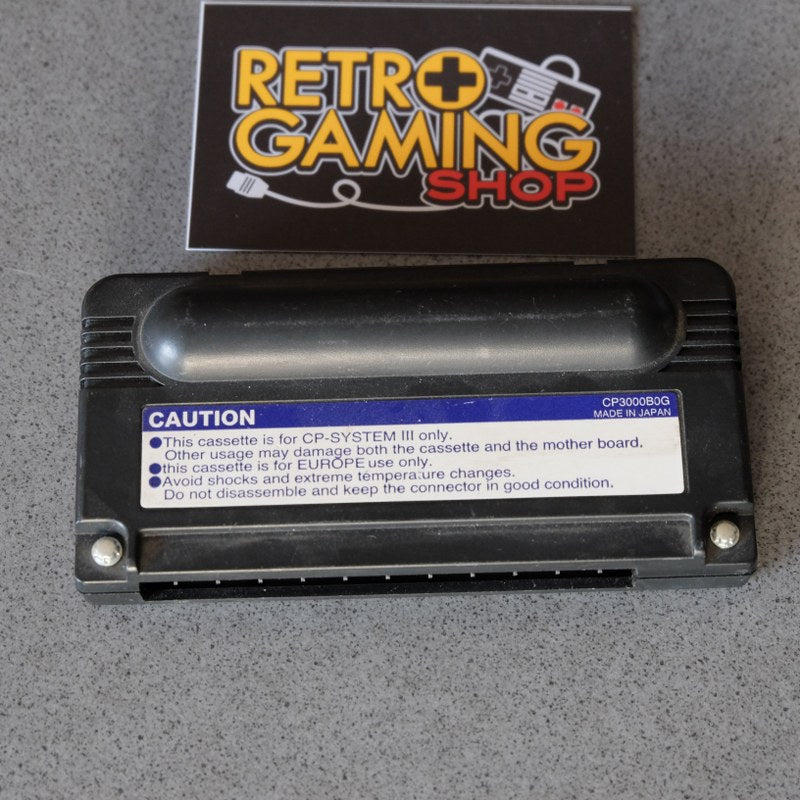 RETRO
GAMING
SHOP
CAUTION
CP3000B0G
MADE IN JAPAN
●This cassette is for CP-SYSTEM III only.
Other usage may damage both the cassette and the mother board.
●this cassette is for EUROPE use only.
●Avoid shocks and extreme temperature changes.
Do not disassemble and keep the connector in good condition.